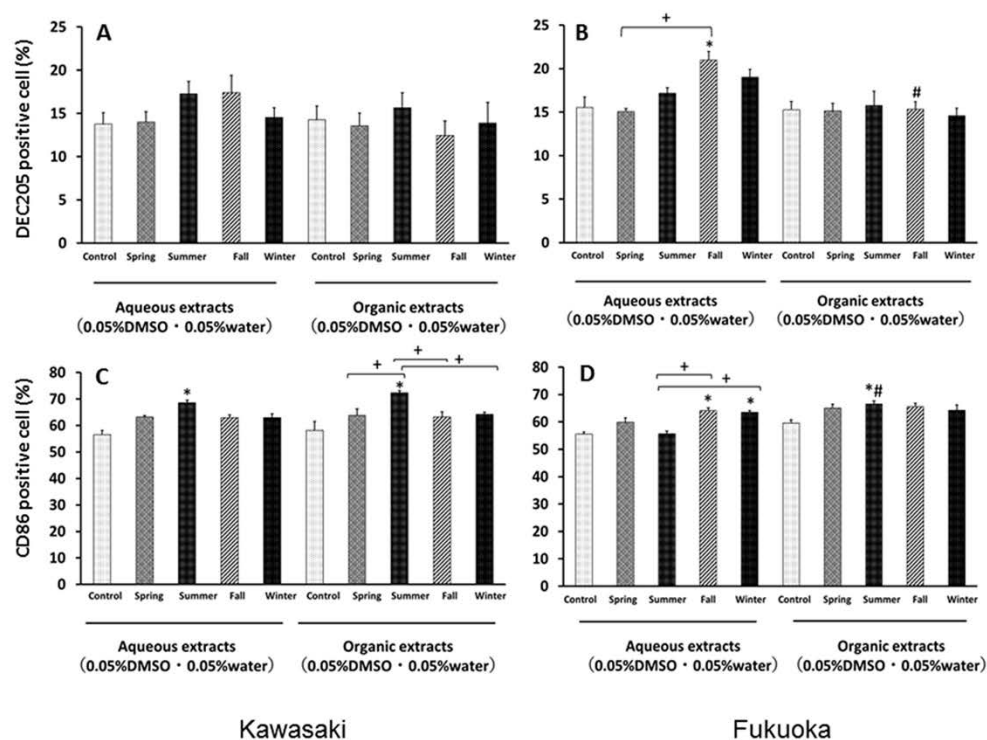 A
DEC205 positive cell (%)
25
20
15
10
5
0
Control Spring Summer Fall Winter Control Spring Summer Fall Winter
Aqueous extracts Organic extracts
(0.05%DMSO・0.05%water) (0.05%DMSO・0.05%water)
B
+
*
#
25
20
15
10
5
0
Control Spring Summer Fall Winter Control Spring Summer Fall Winter
Aqueous extracts Organic extracts
(0.05%DMSO・0.05%water) (0.05%DMSO・0.05%water)
C
+
+ +
* *
CD86 positive cell (%)
80
70
60
50
40
30
20
10
0
Control Spring Summer Fall Winter Control Spring Summer Fall Winter
Aqueous extracts Organic extracts
(0.05%DMSO・0.05%water) (0.05%DMSO・0.05%water)
D
+
+
* * *#
80
70
60
50
40
30
20
10
0
Control Spring Summer Fall Winter Control Spring Summer Fall Winter
Aqueous extracts Organic extracts
(0.05%DMSO・0.05%water) (0.05%DMSO・0.05%water)
Kawasaki Fukuoka